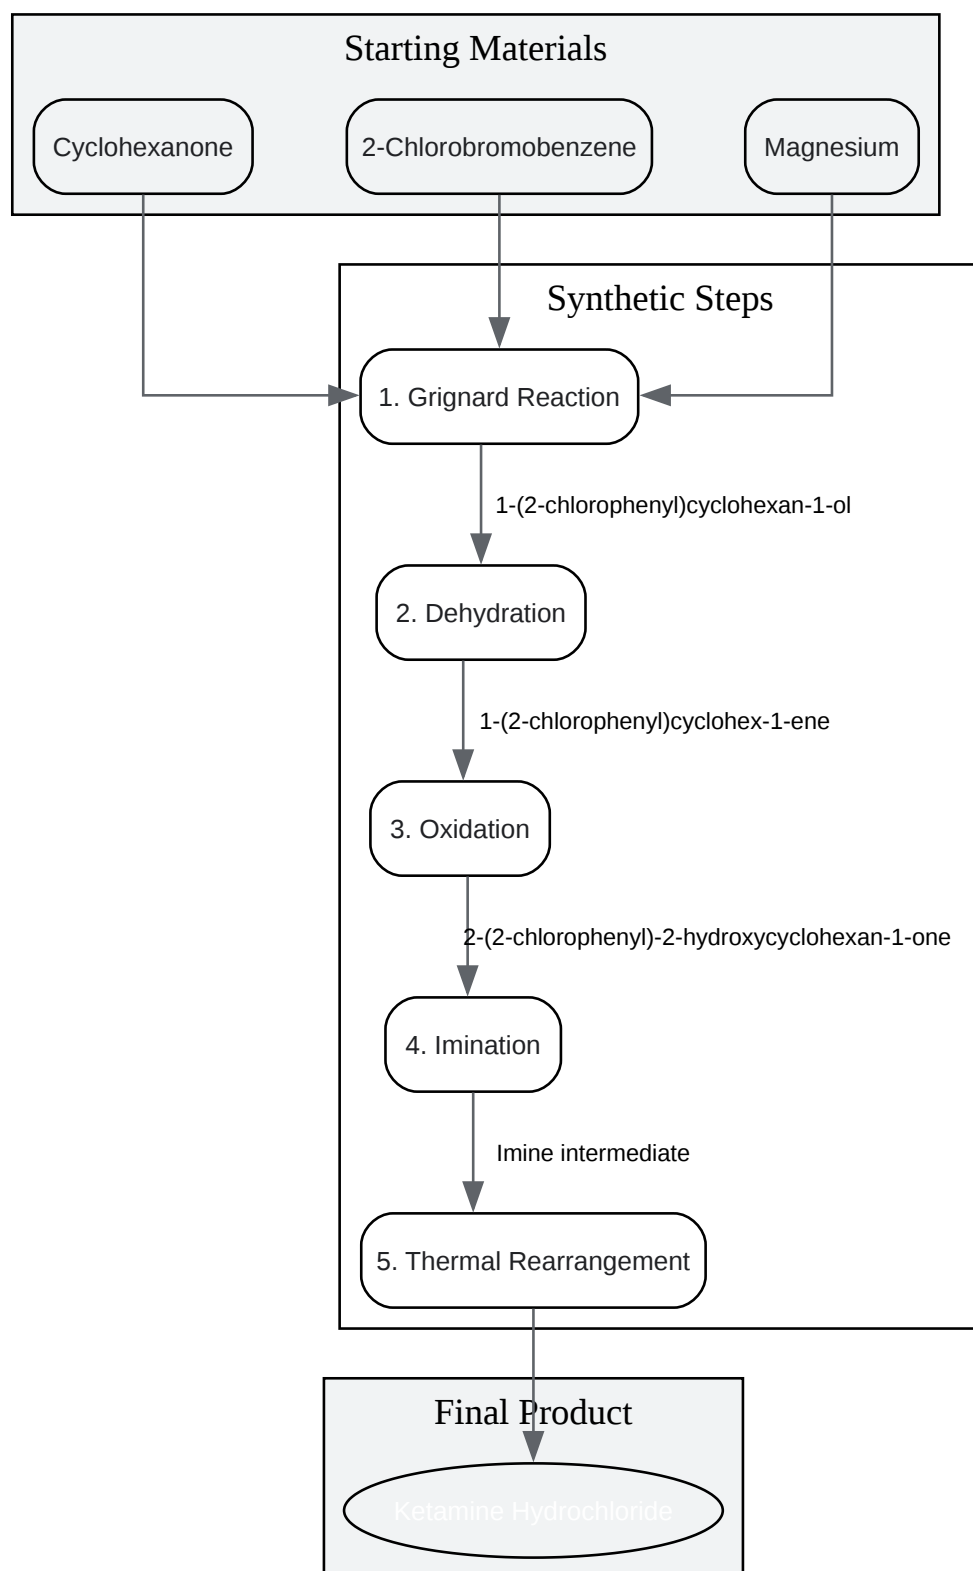 Starting Materials
Cyclohexanone
2-Chlorobromobenzene
Magnesium
Synthetic Steps
1. Grignard Reaction
1-(2-chlorophenyl)cyclohexan-1-ol
2. Dehydration
1-(2-chlorophenyl)cyclohex-1-ene
3. Oxidation
2-(2-chlorophenyl)-2-hydroxycyclohexan-1-one
4. Imination
Imine intermediate
5. Thermal Rearrangement
Final Product
Ketamine Hydrochloride